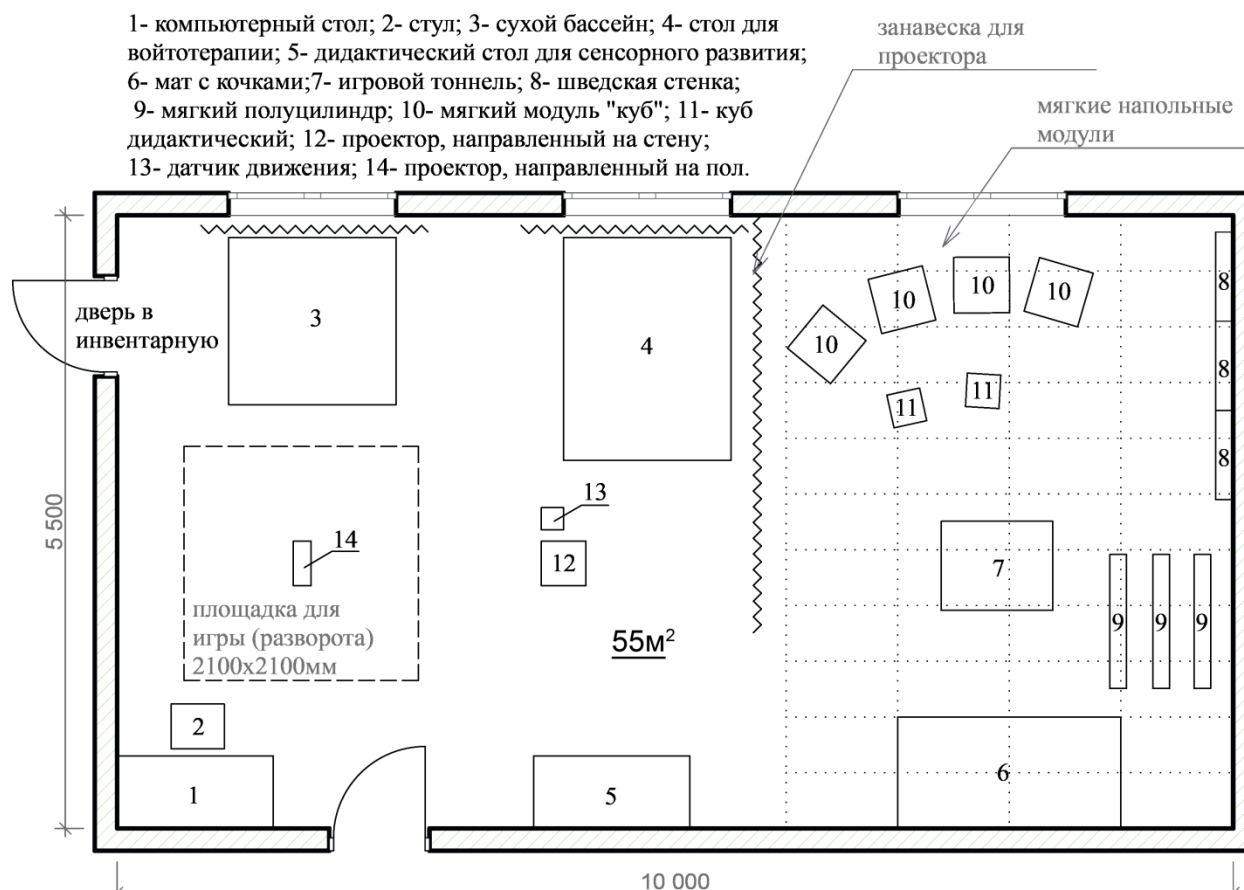 1- компьютерный стол; 2- стул; 3- сухой бассейн; 4- стол для
войтотерапии; 5- дидактический стол для сенсорного развития;
6- мат с кочками;7- игровой тоннель; 8- шведская стенка;
9- мягкий полуцилиндр; 10- мягкий модуль "куб"; 11- куб
дидактический; 12- проектор, направленный на стену;
13- датчик движения; 14- проектор, направленный на пол.
занавеска для
проектора
мягкие напольные
модули
дверь в
инвентарную
3
4
10
10
10
10
11
11
8
8
8
5 500
13
12
14
площадка для
игры (разворота)
2100х2100мм
55м²
7
9
9
9
2
1
5
6
10 000